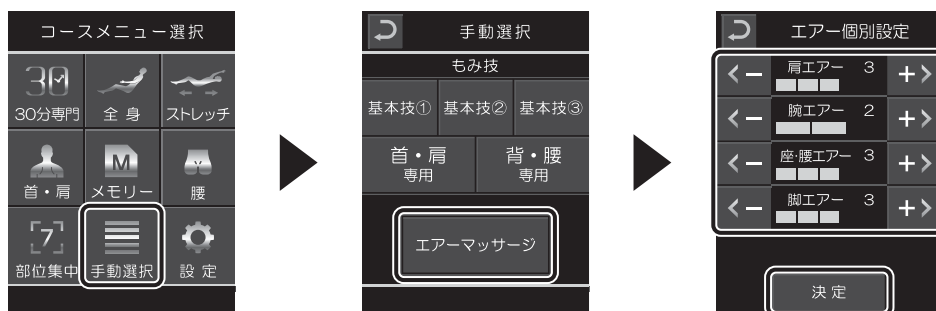 コースメニュー選択
30分専門
全身
ストレッチ
首・肩
M
メモリー
腰
7
部位集中
手動選択
設定
手動選択
もみ技
基本技①
基本技②
基本技③
首・肩
専用
背・腰
専用
エアーマッサージ
エアー個別設定
< −
肩エアー 3
+ >
< −
腕エアー 2
+ >
< −
座・腰エアー 3
+ >
< −
脚エアー 3
+ >
決定